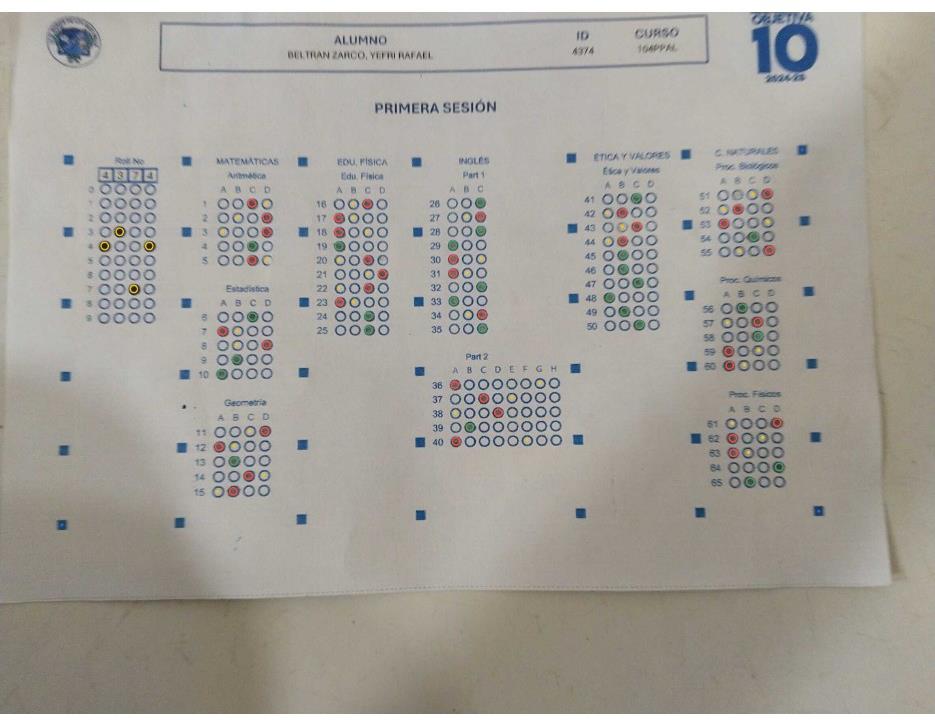 ALUMNO
BELTRAN ZARCO, YEFRI RAFAEL
ID
4374
CURSO
104PPAL
OBJETIVA
10
2024-25
PRIMERA SESIÓN
Roll No
4 3 7 4
0
1
2
3
4
5
6
7
8
9
MATEMÁTICAS
Aritmética
A B C D
1
2
3
4
5
Estadística
A B C D
6
7
8
9
10
Geometría
A B C D
11
12
13
14
15
EDU. FÍSICA
Edu. Física
A B C D
16
17
18
19
20
21
22
23
24
25
INGLÉS
Part 1
A B C
26
27
28
29
30
31
32
33
34
35
Part 2
A B C D E F G H
36
37
38
39
40
ÉTICA Y VALORES
Ética y Valores
A B C D
41
42
43
44
45
46
47
48
49
50
C. NATURALES
Proc. Biológicos
A B C D
51
52
53
54
55
Proc. Químicos
A B C D
56
57
58
59
60
Proc. Físicos
A B C D
61
62
63
64
65